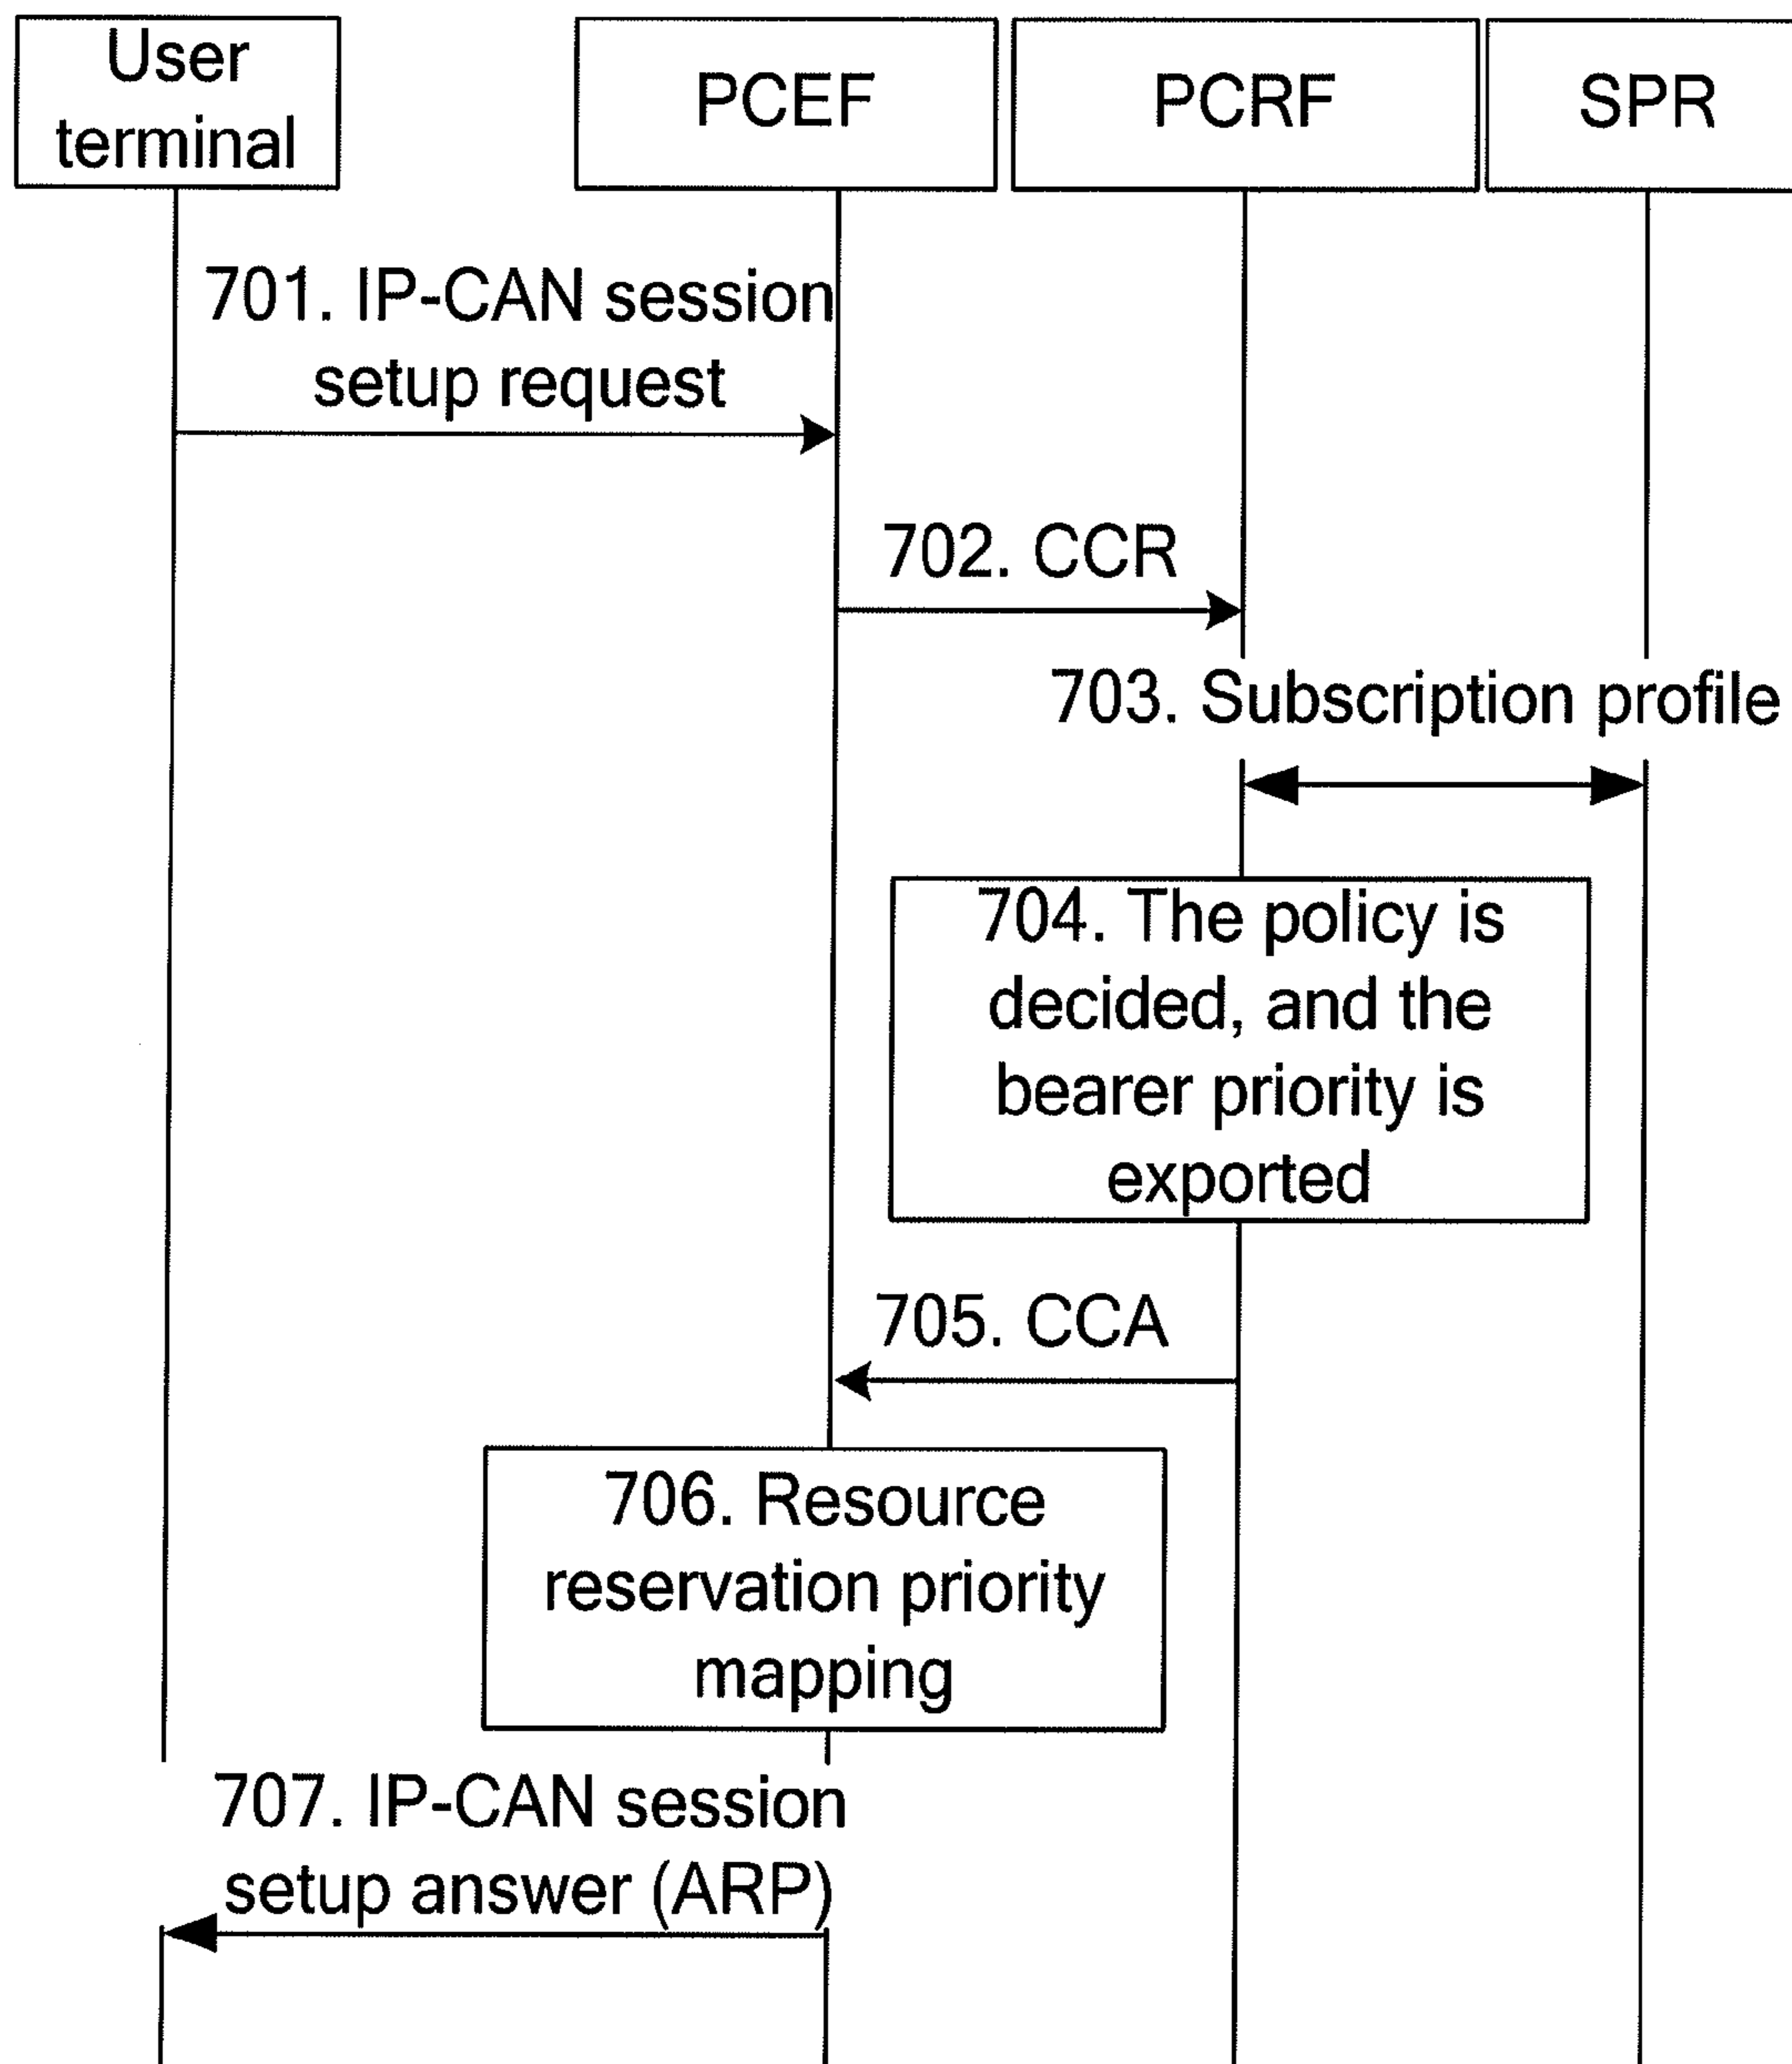 User
terminal
PCEF
PCRF
SPR
701. IP-CAN session
setup request
702. CCR
703. Subscription profile
704. The policy is
decided, and the
bearer priority is
exported
705. CCA
706. Resource
reservation priority
mapping
707. IP-CAN session
setup answer (ARP)